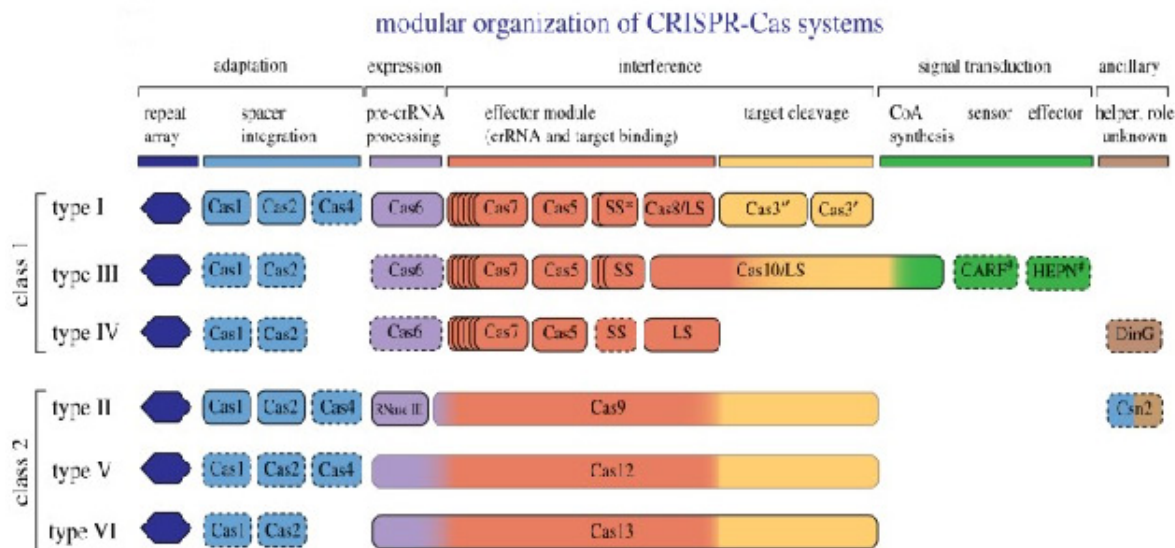 modular organization of CRISPR-Cas systems
adaptation expression interference signal transduction ancillary
repeat array spacer integration pre-crRNA processing effector module (crRNA and target binding) target cleavage CoA synthesis sensor effector helper, role unknown
class 1
type I Cas1 Cas2 Cas4 Cas6 Cas7 Cas5 SS* Cas8/LS Cas3″ Cas3′
type III Cas1 Cas2 Cas6 Cas7 Cas5 SS Cas10/LS CARF# HEPN#
type IV Cas1 Cas2 Cas6 Cas7 Cas5 SS LS DinG
class 2
type II Cas1 Cas2 Cas4 RNase III Cas9 Csn2
type V Cas1 Cas2 Cas4 Cas12
type VI Cas1 Cas2 Cas13